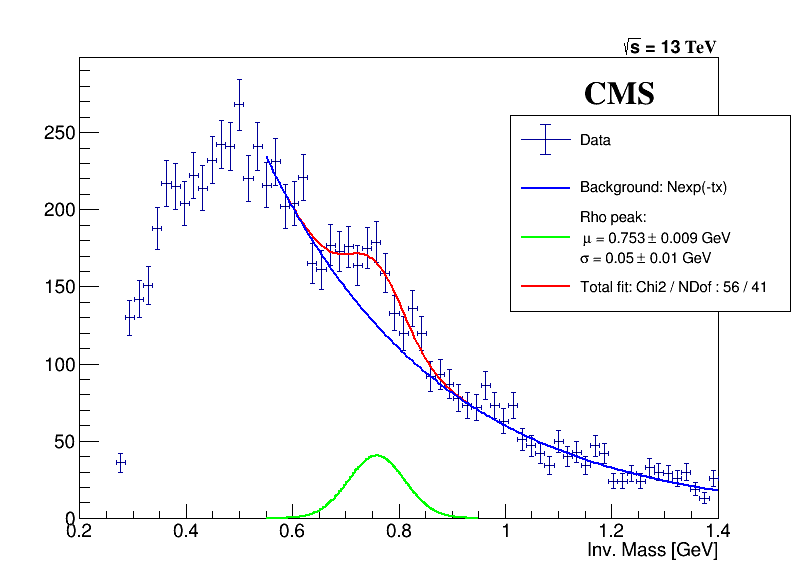 √s = 13 TeV
CMS
250
200
150
100
50
0
Data
Background: Nexp(-tx)
Rho peak:
μ = 0.753 ± 0.009 GeV
σ = 0.05 ± 0.01 GeV
Total fit: Chi2 / NDof : 56 / 41
0.2 0.4 0.6 0.8 1 1.2 1.4
Inv. Mass [GeV]